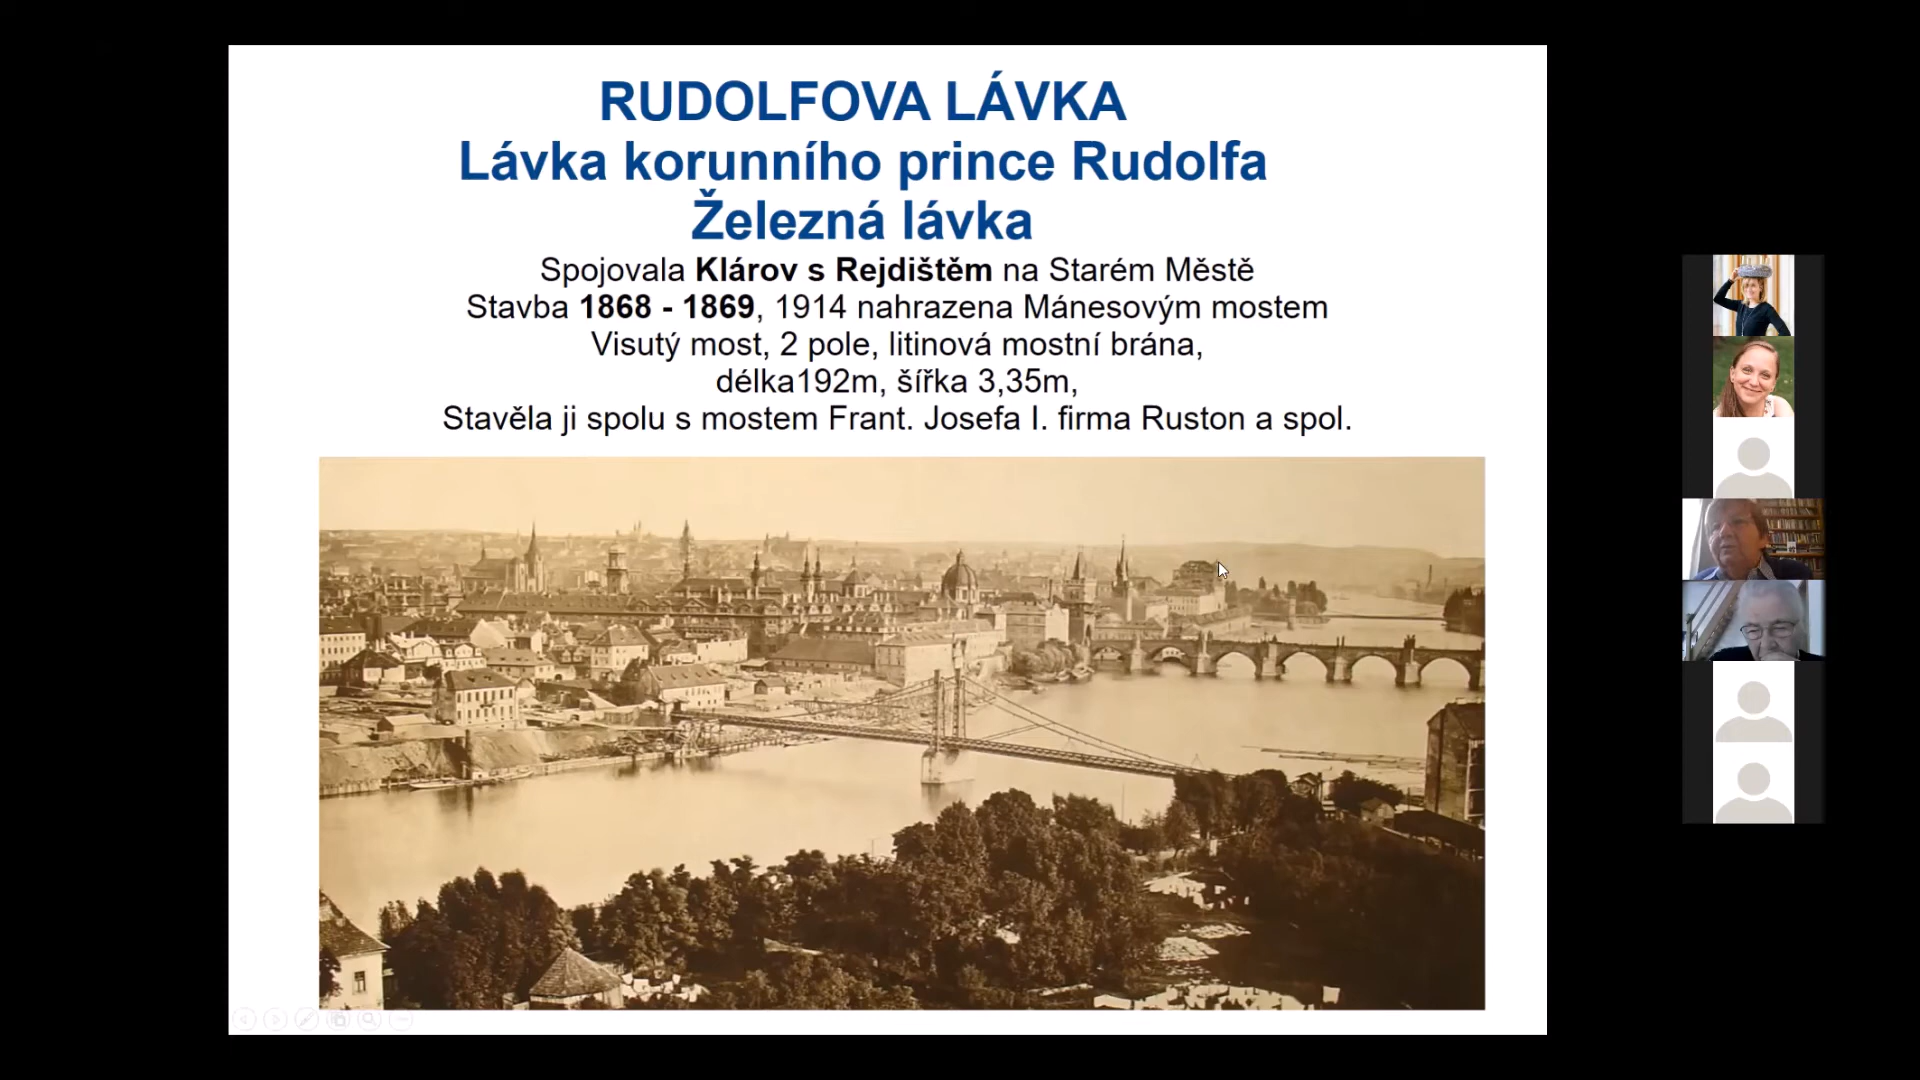 RUDOLFOVA LÁVKA
Lávka korunního prince Rudolfa
Železná lávka
Spojovala Klárov s Rejdištěm na Starém Městě
Stavba 1868 - 1869, 1914 nahrazena Mánesovým mostem
Visutý most, 2 pole, litinová mostní brána,
délka192m, šířka 3,35m,
Stavěla ji spolu s mostem Frant. Josefa I. firma Ruston a spol.